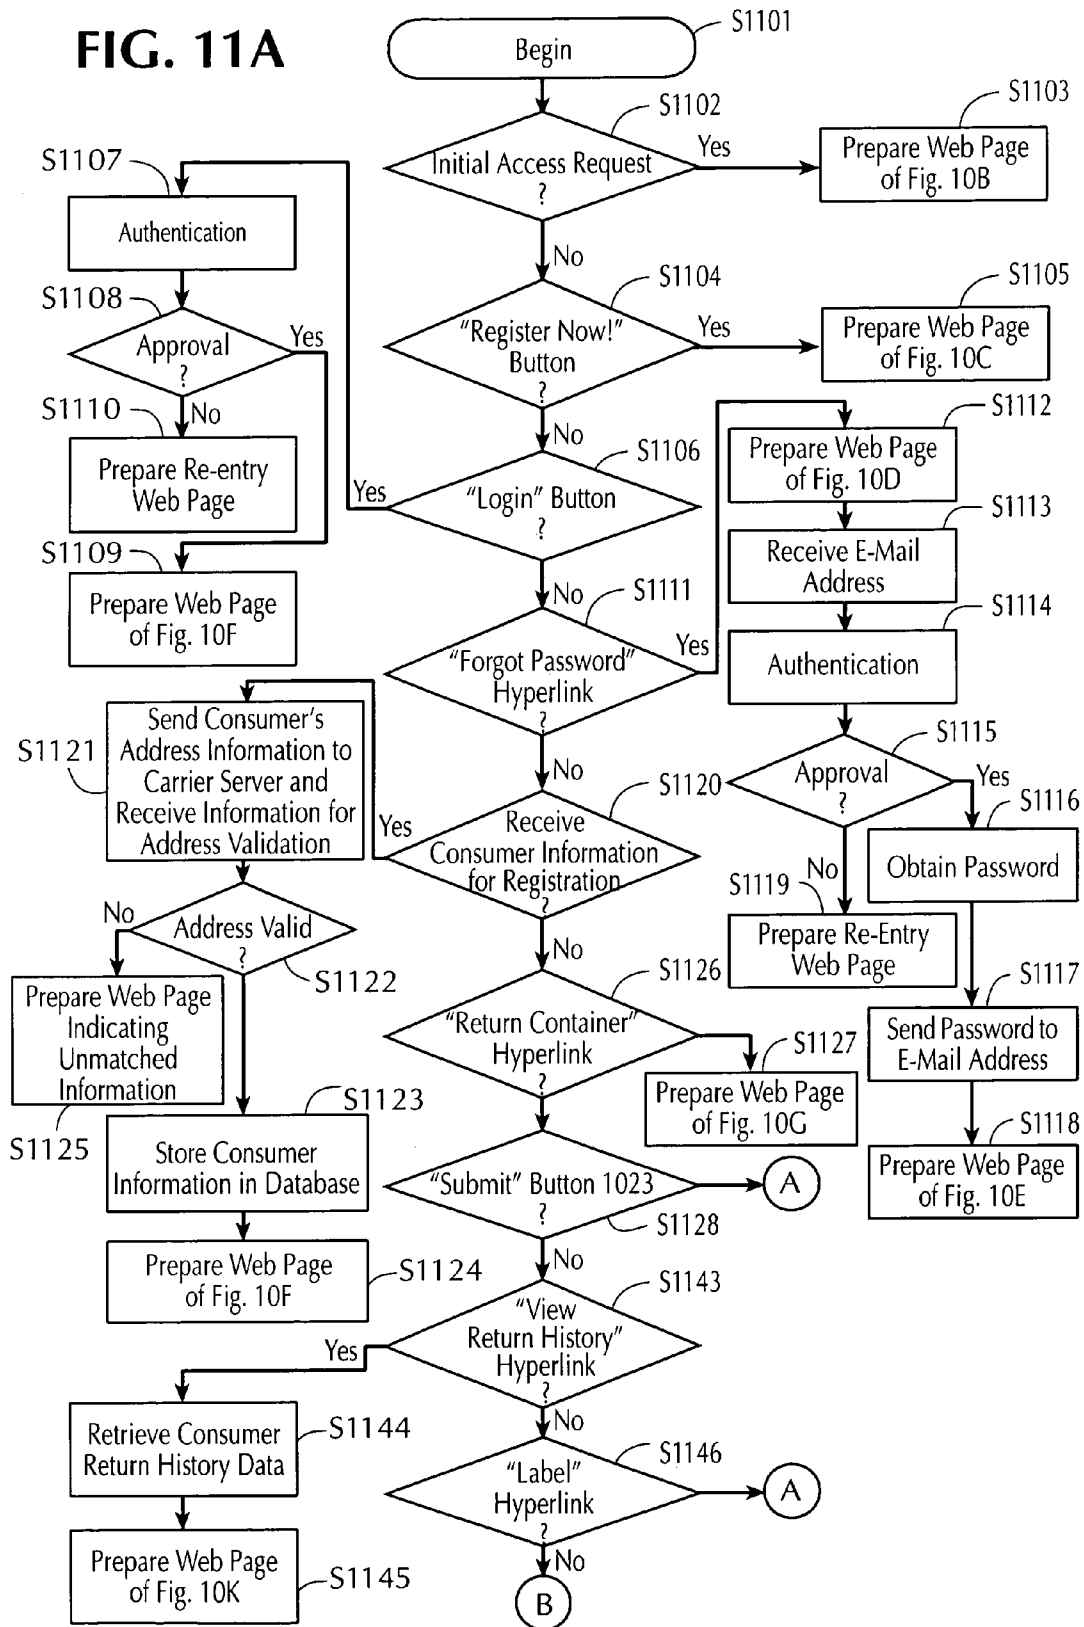 FIG. 11A
Begin
S1101
S1102
Initial Access Request
?
Yes
S1103
Prepare Web Page
of Fig. 10B
No
S1104
"Register Now!"
Button
?
Yes
S1105
Prepare Web Page
of Fig. 10C
No
S1106
"Login" Button
?
Yes
S1107
Authentication
S1108
Approval
?
Yes
No
S1110
Prepare Re-entry
Web Page
S1109
Prepare Web Page
of Fig. 10F
No
S1111
"Forgot Password"
Hyperlink
?
Yes
S1112
Prepare Web Page
of Fig. 10D
S1113
Receive E-Mail
Address
S1114
Authentication
S1115
Approval
?
Yes
S1116
Obtain Password
No
S1119
Prepare Re-Entry
Web Page
S1117
Send Password to
E-Mail Address
S1118
Prepare Web Page
of Fig. 10E
No
S1120
Receive
Consumer Information
for Registration
?
Yes
S1121
Send Consumer's
Address Information to
Carrier Server and
Receive Information for
Address Validation
No
Address Valid
?
S1122
Prepare Web Page
Indicating
Unmatched
Information
S1125
S1123
Store Consumer
Information in Database
Prepare Web Page
of Fig. 10F
S1124
No
S1126
"Return Container"
Hyperlink
?
S1127
Prepare Web Page
of Fig. 10G
No
"Submit" Button 1023
?
S1128
A
No
S1143
"View
Return History"
Hyperlink
?
Yes
Retrieve Consumer
Return History Data
S1144
Prepare Web Page
of Fig. 10K
S1145
No
S1146
"Label"
Hyperlink
?
A
No
B